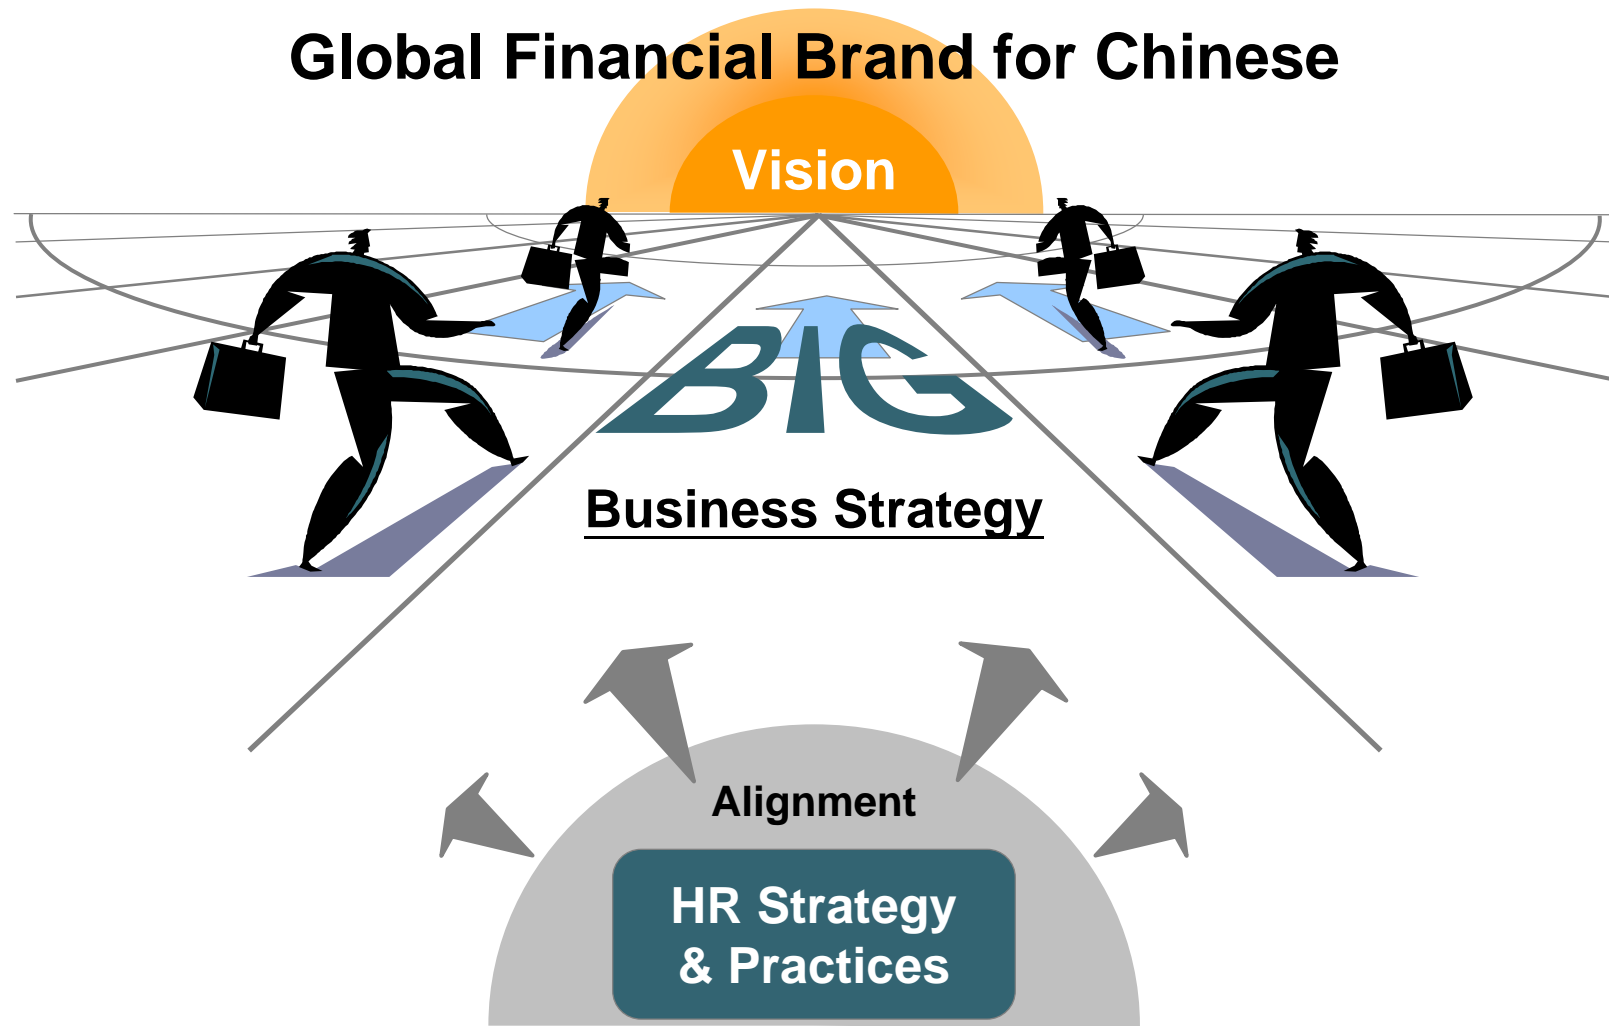 Global Financial Brand for Chinese
Vision
BIG
Business Strategy
Alignment
HR Strategy
& Practices